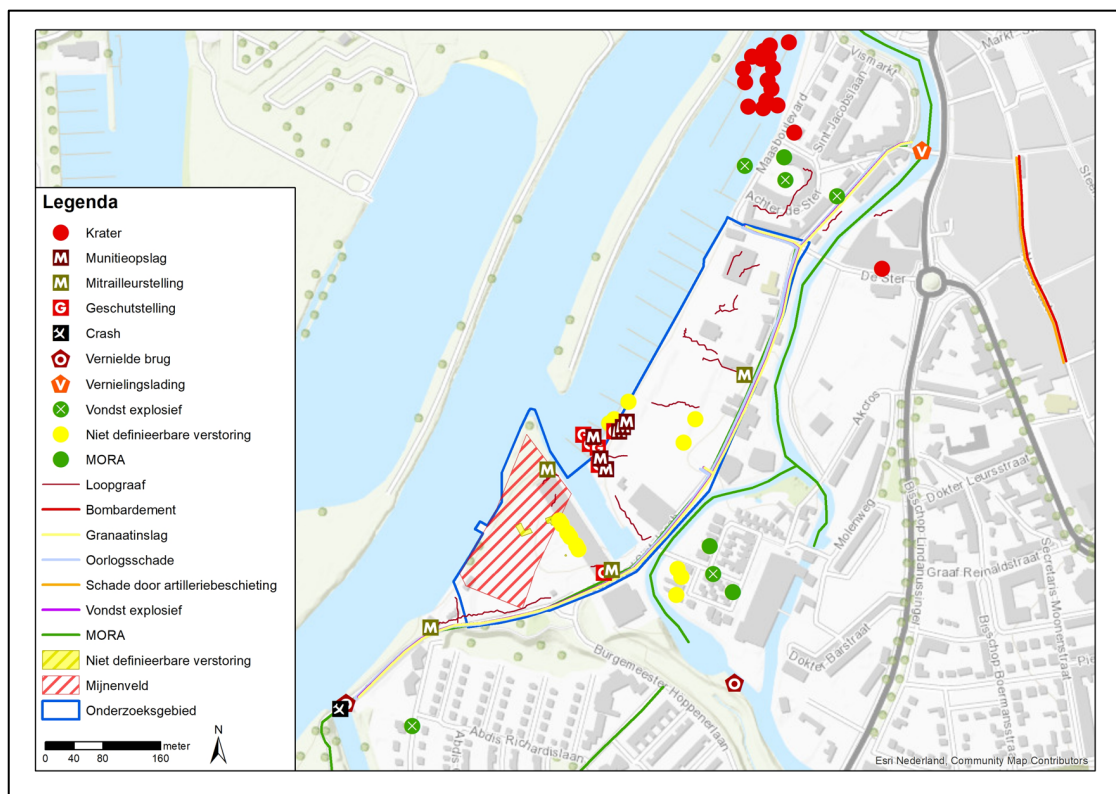 Legenda
Krater
M
Munitieopslag
M
Mitrailleurstelling
G
Geschutstelling
Crash
Vernielde brug
V
Vernielingslading
Vondst explosief
Niet definieerbare verstoring
MORA
Loopgraaf
Bombardement
Granaatinslag
Oorlogsschade
Schade door artilleriebeschieting
Vondst explosief
MORA
Niet definieerbare verstoring
Mijnenveld
Onderzoeksgebied
meter
0 40 80 160
N
Vismarkt
Maasboulevard
Sint Jacobslaan
V
Achter de Ster
De Ster
M
Akcros
G
M
M
M
M
M
M
Dokter Leursstraat
Bisschop Lindanussingel
Molenweg
Graaf Reinaldstraat
Secretaris Moonenstraat
G
M
M
Dokter Barstraat
Bisschop Boermansstraat
Burgemeester Hoppenerlaan
Abdis Richardislaan
Abdis
Esri Nederland, Community Map Contributors